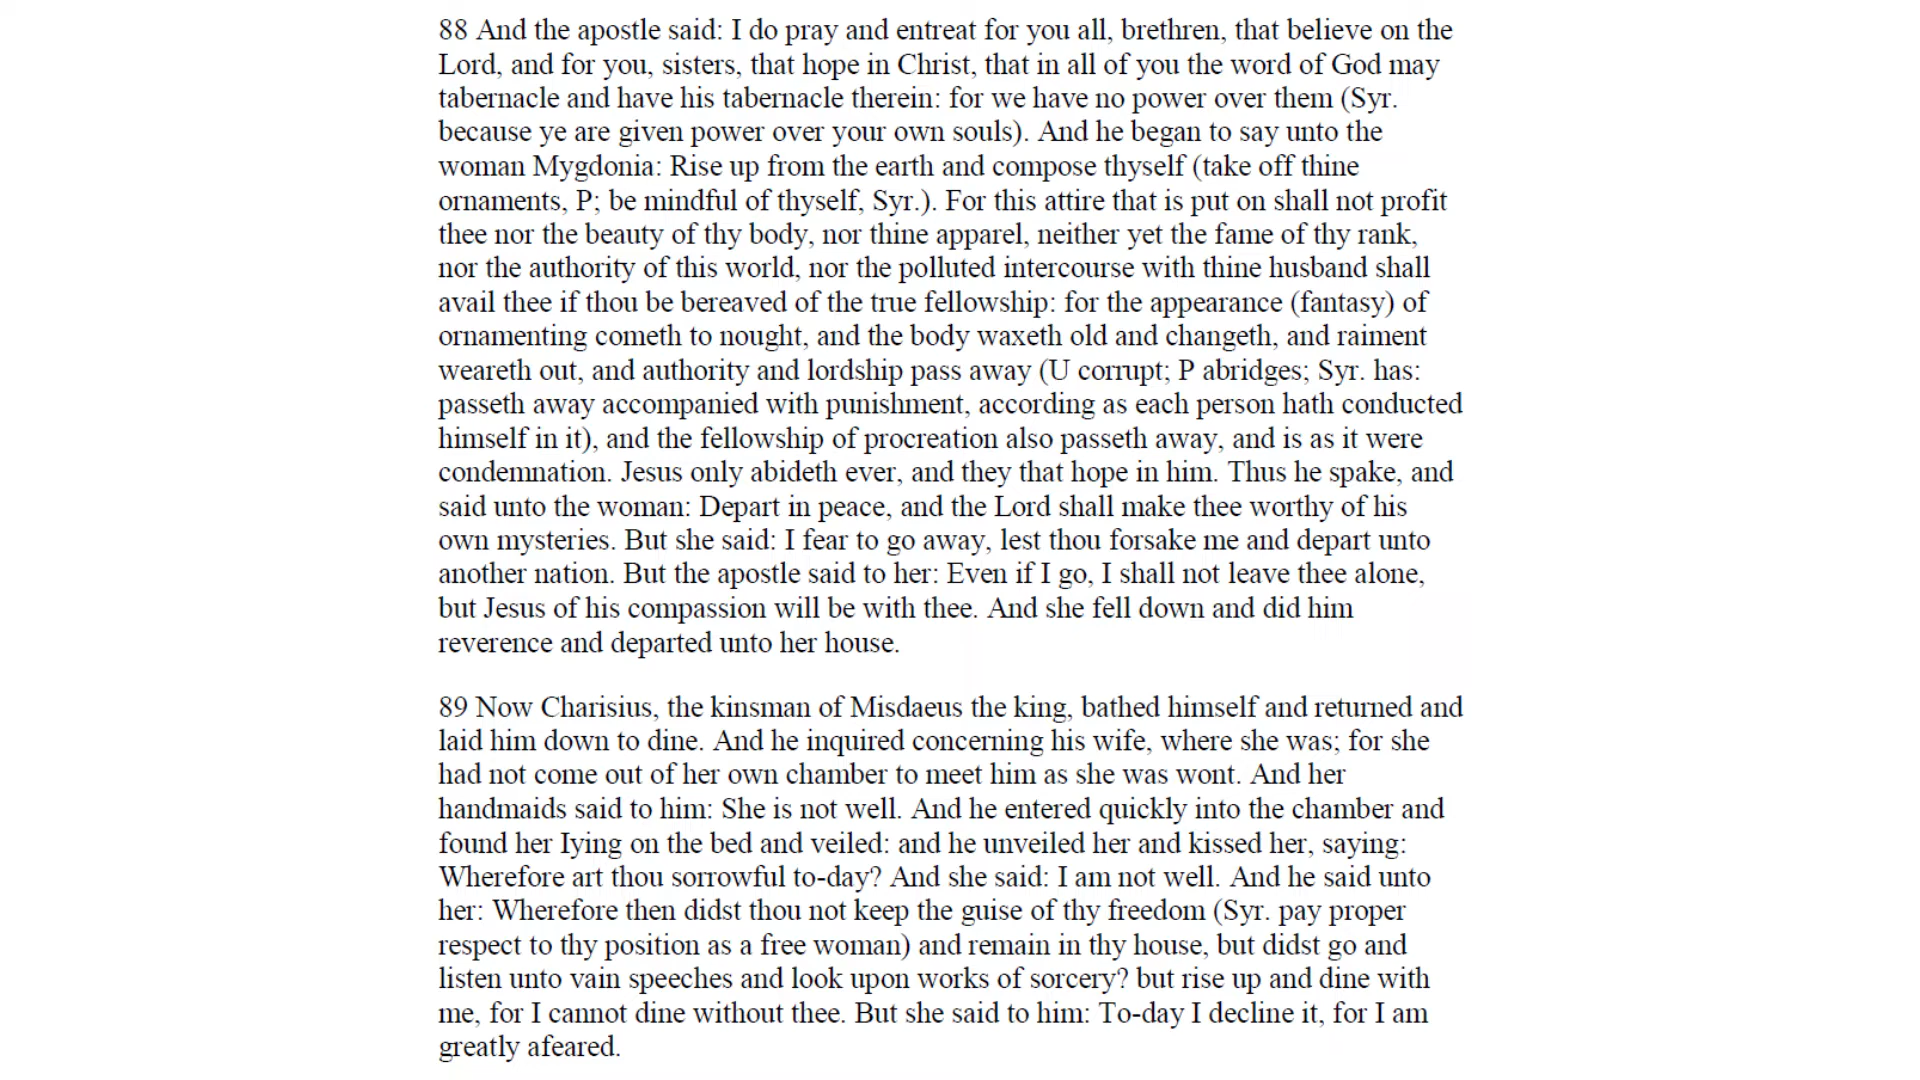 88 And the apostle said: I do pray and entreat for you all, brethren, that believe on the
Lord, and for you, sisters, that hope in Christ, that in all of you the word of God may
tabernacle and have his tabernacle therein: for we have no power over them (Syr.
because ye are given power over your own souls). And he began to say unto the
woman Mygdonia: Rise up from the earth and compose thyself (take off thine
ornaments, P; be mindful of thyself, Syr.). For this attire that is put on shall not profit
thee nor the beauty of thy body, nor thine apparel, neither yet the fame of thy rank,
nor the authority of this world, nor the polluted intercourse with thine husband shall
avail thee if thou be bereaved of the true fellowship: for the appearance (fantasy) of
ornamenting cometh to nought, and the body waxeth old and changeth, and raiment
weareth out, and authority and lordship pass away (U corrupt; P abridges; Syr. has:
passeth away accompanied with punishment, according as each person hath conducted
himself in it), and the fellowship of procreation also passeth away, and is as it were
condemnation. Jesus only abideth ever, and they that hope in him. Thus he spake, and
said unto the woman: Depart in peace, and the Lord shall make thee worthy of his
own mysteries. But she said: I fear to go away, lest thou forsake me and depart unto
another nation. But the apostle said to her: Even if I go, I shall not leave thee alone,
but Jesus of his compassion will be with thee. And she fell down and did him
reverence and departed unto her house.
89 Now Charisius, the kinsman of Misdaeus the king, bathed himself and returned and
laid him down to dine. And he inquired concerning his wife, where she was; for she
had not come out of her own chamber to meet him as she was wont. And her
handmaids said to him: She is not well. And he entered quickly into the chamber and
found her Iying on the bed and veiled: and he unveiled her and kissed her, saying:
Wherefore art thou sorrowful to-day? And she said: I am not well. And he said unto
her: Wherefore then didst thou not keep the guise of thy freedom (Syr. pay proper
respect to thy position as a free woman) and remain in thy house, but didst go and
listen unto vain speeches and look upon works of sorcery? but rise up and dine with
me, for I cannot dine without thee. But she said to him: To-day I decline it, for I am
greatly afeared.